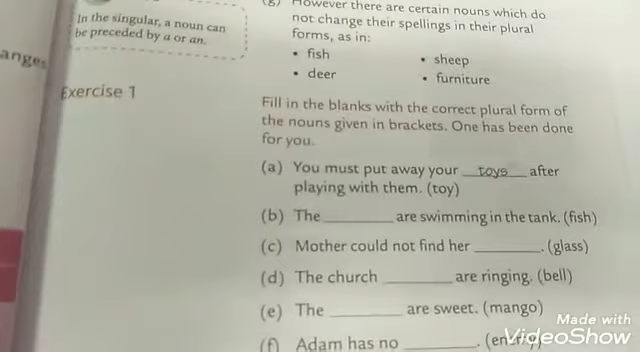 In the singular, a noun can
be preceded by a or an.
(g) However there are certain nouns which do
not change their spellings in their plural
forms, as in:
• fish
• sheep
• deer
• furniture
Exercise 1
Fill in the blanks with the correct plural form of
the nouns given in brackets. One has been done
for you.
(a) You must put away your __toys__ after
playing with them. (toy)
(b) The ________ are swimming in the tank. (fish)
(c) Mother could not find her ________. (glass)
(d) The church ________ are ringing. (bell)
(e) The ________ are sweet. (mango)
(f) Adam has no ________.
Made with
VideoShow